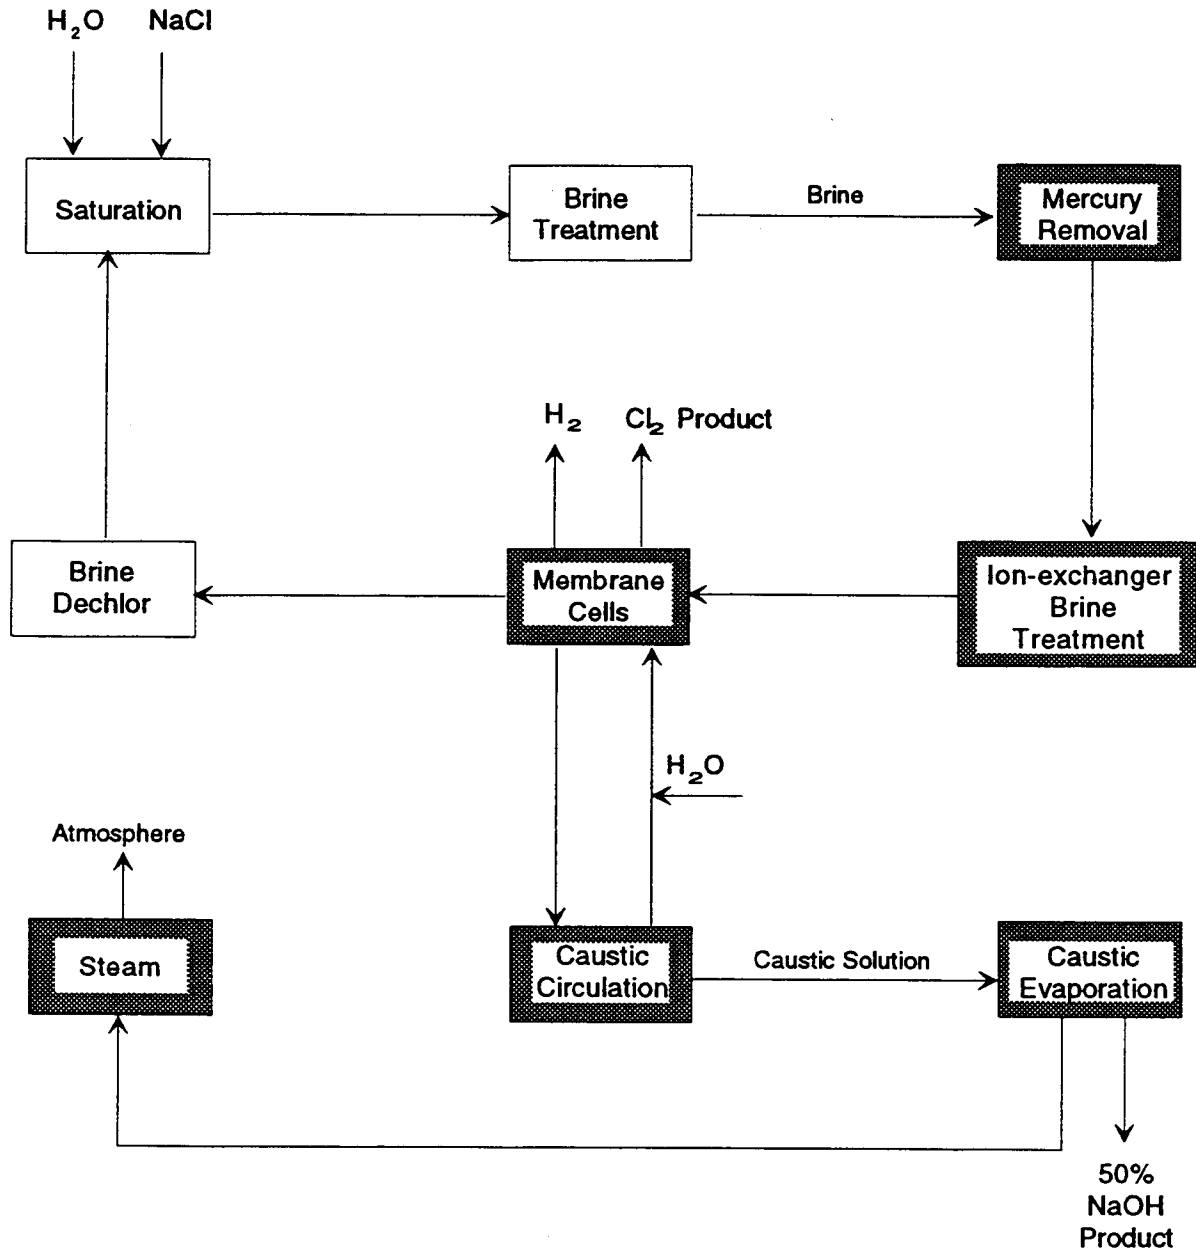 H₂O NaCl
Saturation
Brine
Treatment
Brine
Mercury
Removal
H₂
Cl₂ Product
Brine
Dechlor
Membrane
Cells
Ion-exchanger
Brine
Treatment
H₂O
Atmosphere
Steam
Caustic
Circulation
Caustic Solution
Caustic
Evaporation
50%
NaOH
Product